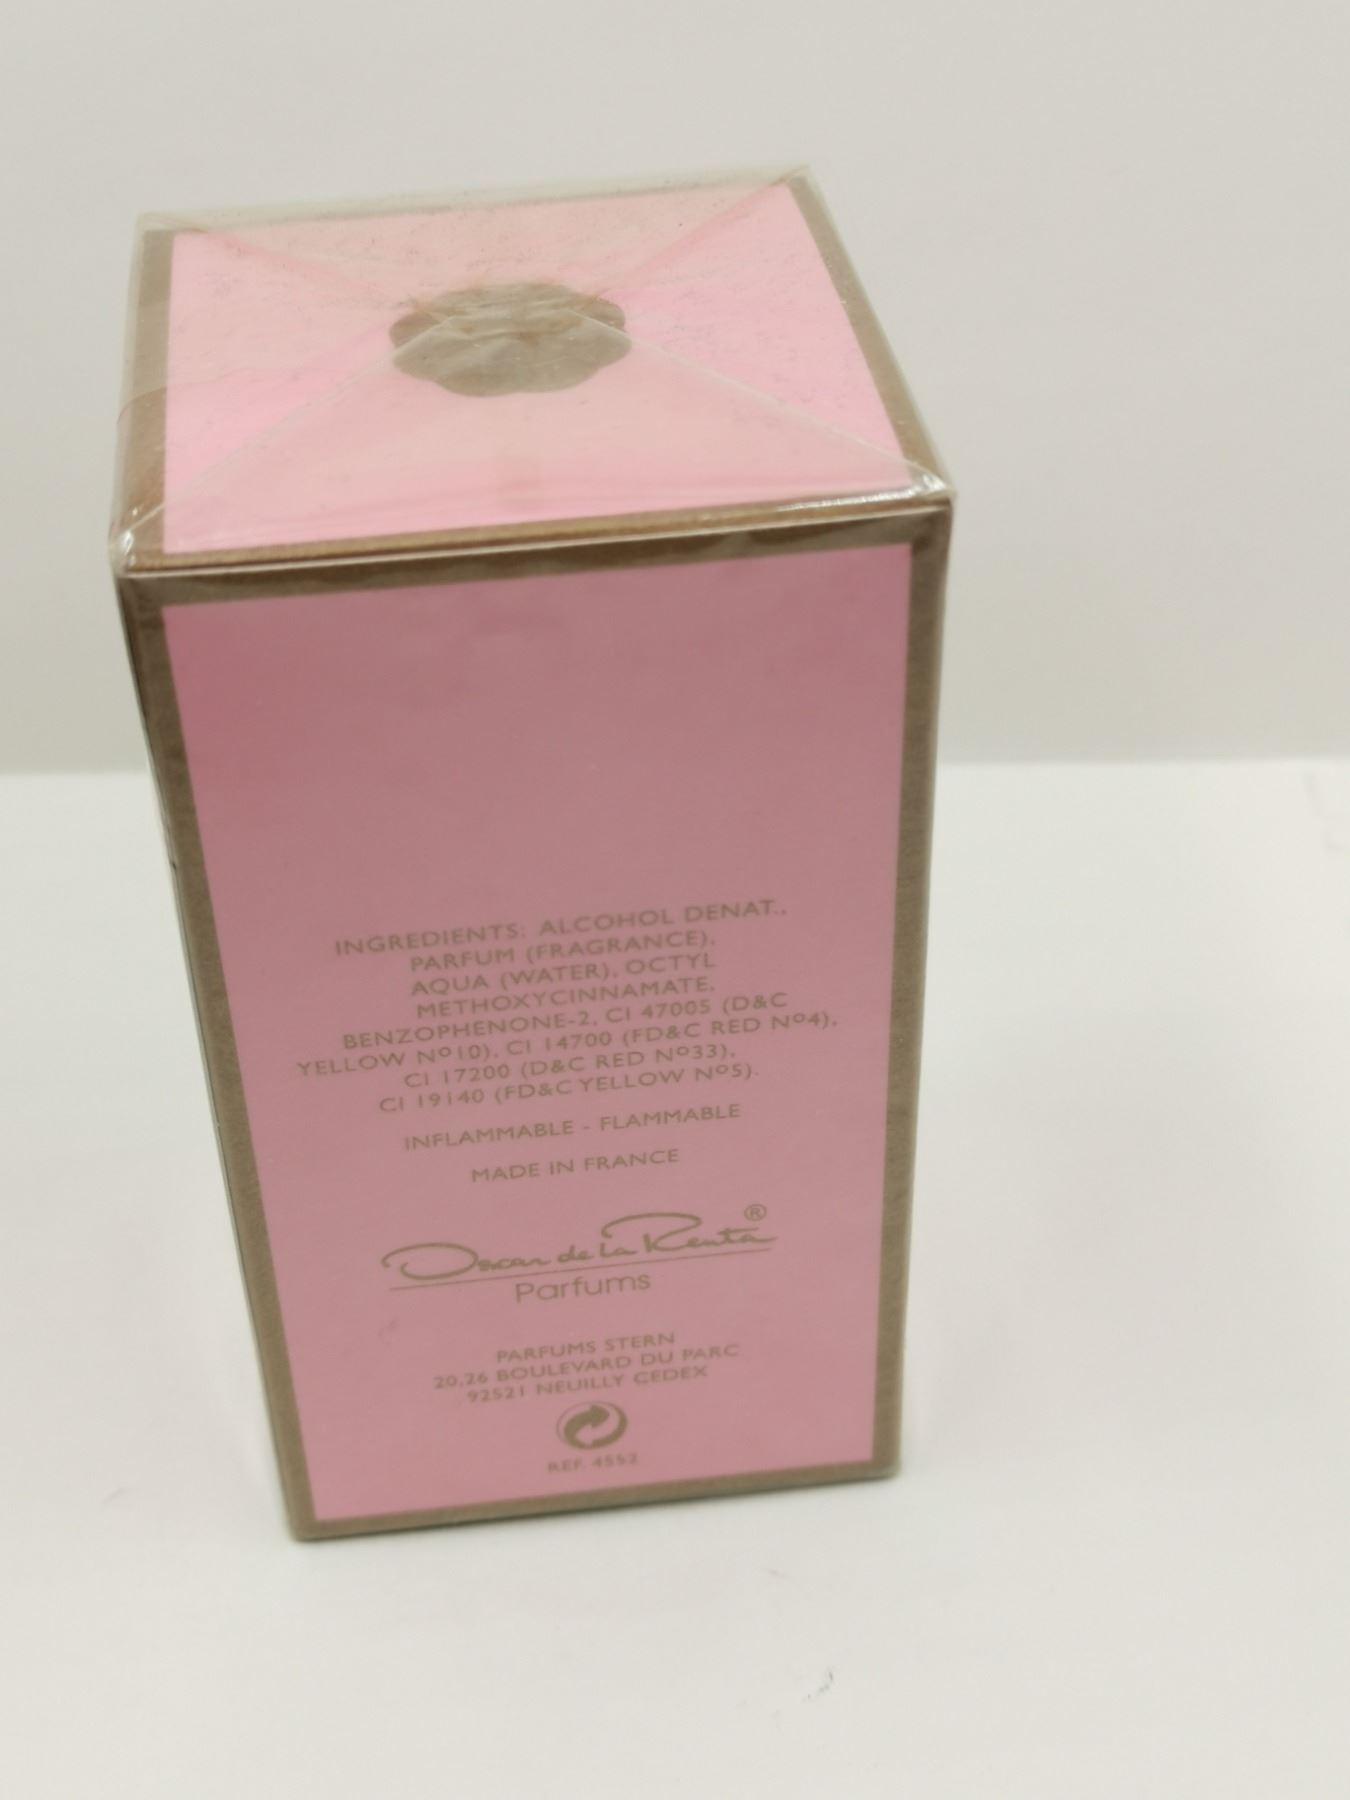 INGREDIENTS: ALCOHOL DENAT.,
PARFUM (FRAGRANCE),
AQUA (WATER), OCTYL
METHOXYCINNAMATE,
BENZOPHENONE-2, CI 47005 (D&C
YELLOW Nº10), CI 14700 (FD&C RED Nº4),
CI 17200 (D&C RED Nº33),
CI 19140 (FD&C YELLOW Nº5).
INFLAMMABLE - FLAMMABLE
MADE IN FRANCE
Oscar de la Renta®
Parfums
PARFUMS STERN
20,26 BOULEVARD DU PARC
92521 NEUILLY CEDEX
REF. 4552